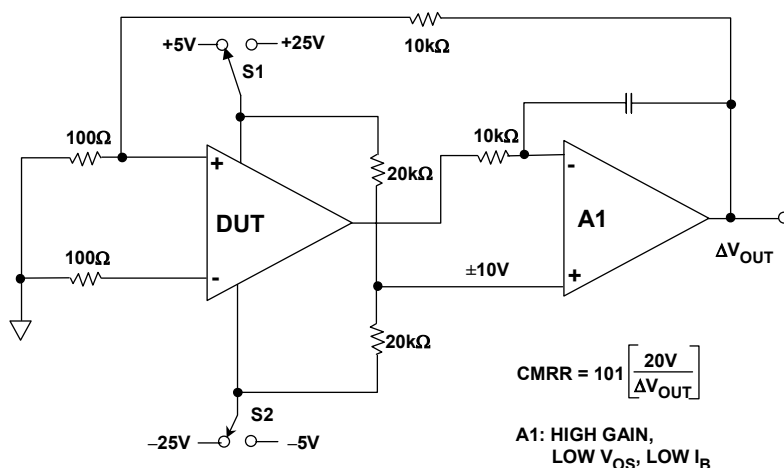 10kΩ
+5V
+25V
S1
100Ω
10kΩ
20kΩ
+
-
DUT
A1
100Ω
-
±10V
+
ΔVOUT
20kΩ
S2
–25V
–5V
CMRR = 101 [ 20V / ΔVOUT ]
A1: HIGH GAIN,
LOW VOS, LOW IB